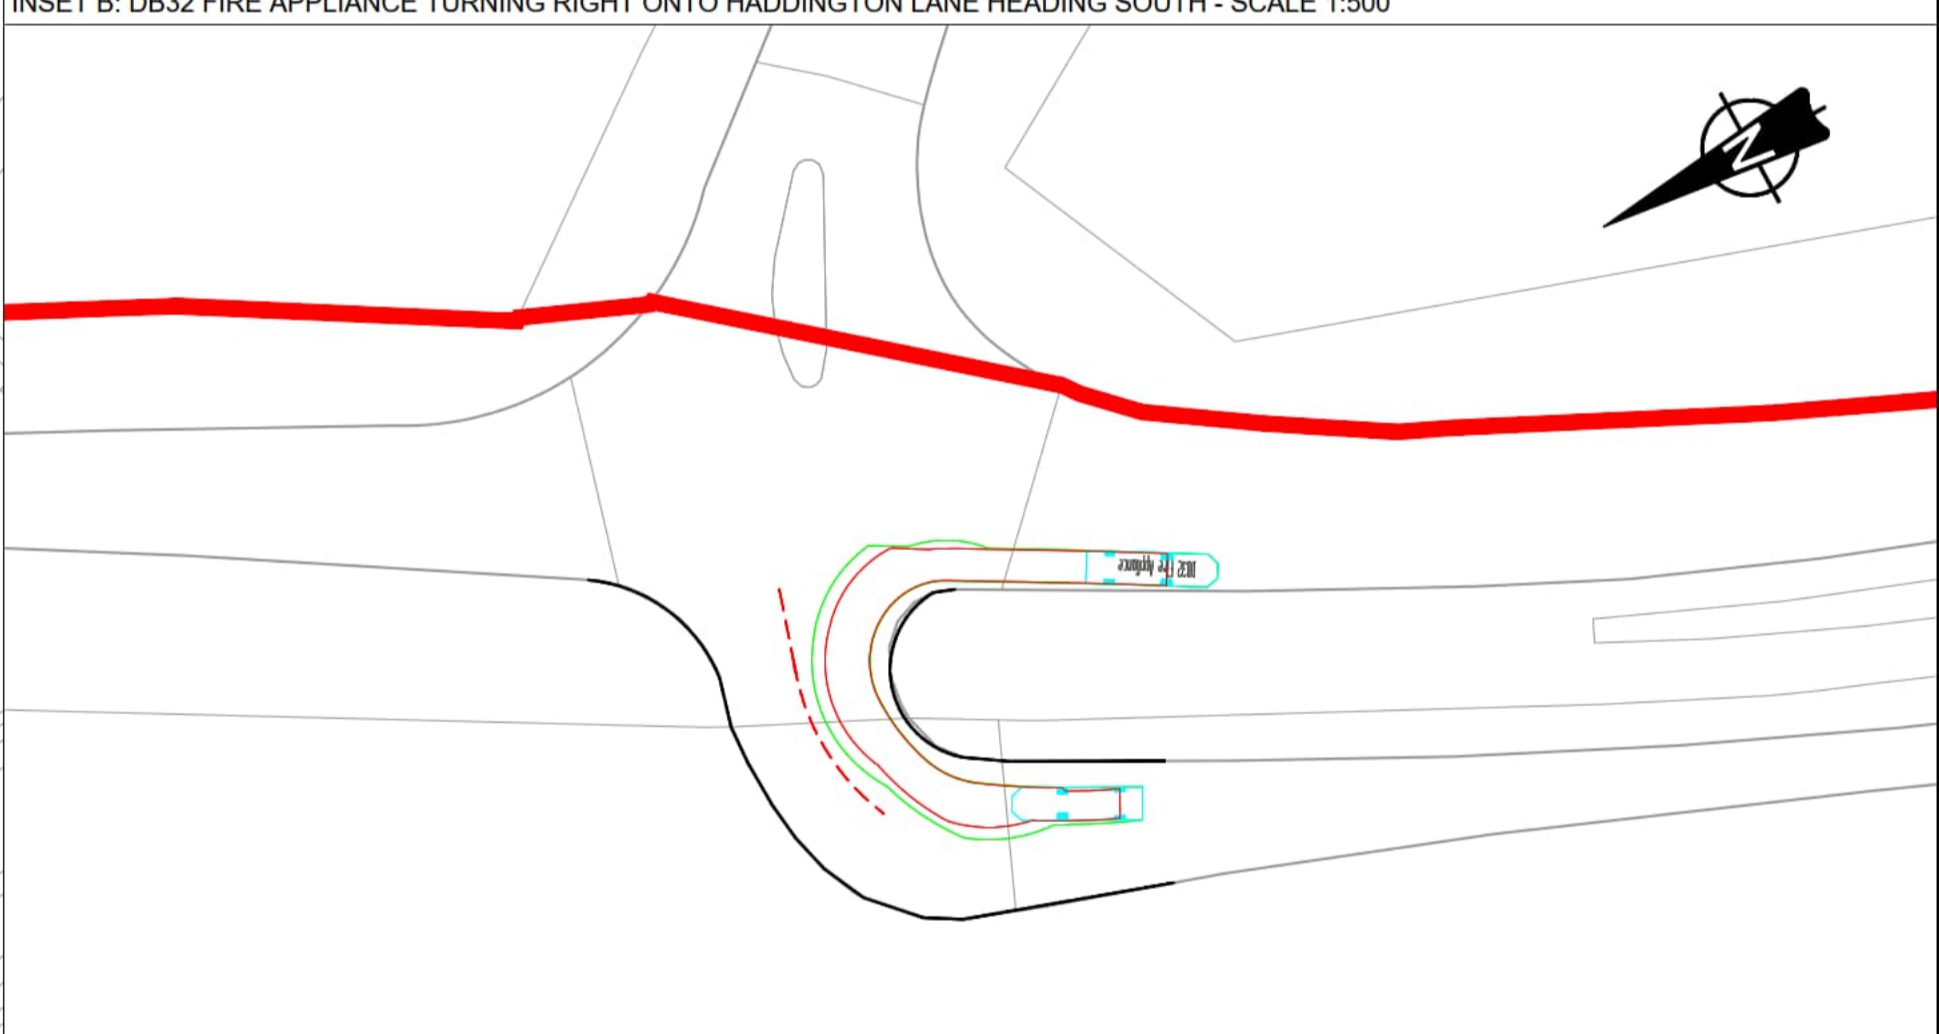 INSET B: DB32 FIRE APPLIANCE TURNING RIGHT ONTO HADDINGTON LANE HEADING SOUTH - SCALE 1:500
N
DB32 Fire Appliance